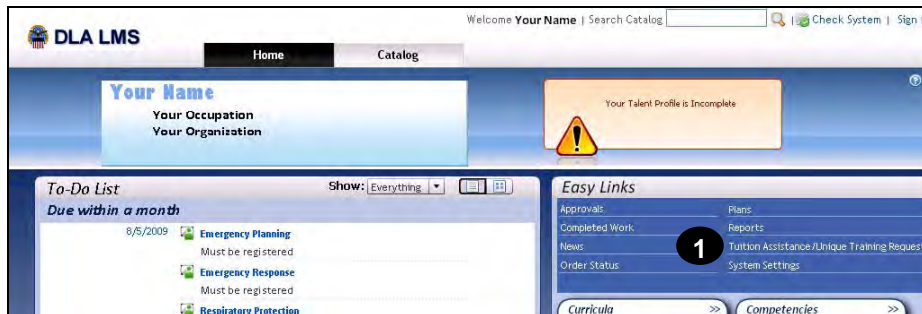 Welcome Your Name | Search Catalog | Check System | Sign
DLA LMS
Home Catalog
Your Name
Your Occupation
Your Organization
Your Talent Profile is Incomplete
To-Do List Show: Everything
Due within a month
8/5/2009 Emergency Planning
Must be registered
Emergency Response
Must be registered
Respiratory Protection
Easy Links
Approvals Plans
Completed Work Reports
News 1 Tuition Assistance/Unique Training Request
Order Status System Settings
Curricula >> Competencies >>